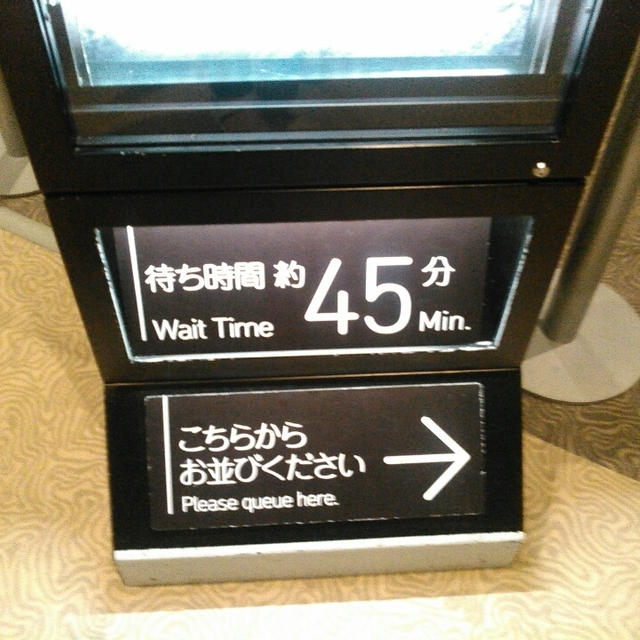 待ち時間 約 45 分
Wait Time Min.
こちらから
お並びください
Please queue here.